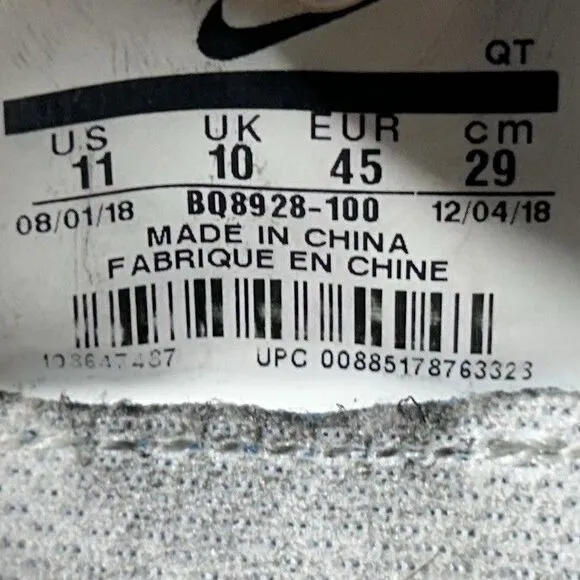 QT
US UK EUR cm
11 10 45 29
08/01/18 BQ8928-100 12/04/18
MADE IN CHINA
FABRIQUE EN CHINE
UPC 00885178763323